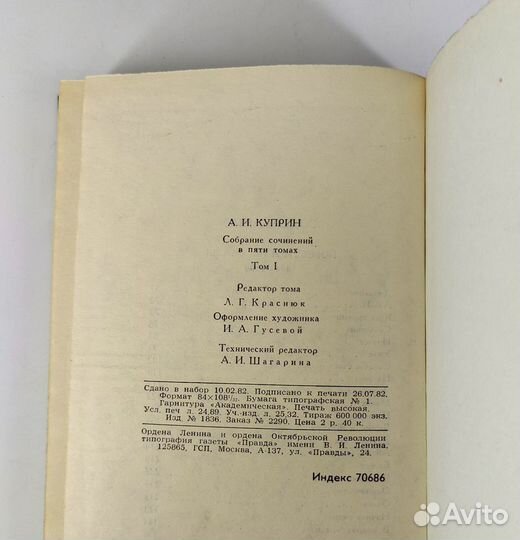 А. И. КУПРИН
Собрание сочинений
в пяти томах
Том I
Редактор тома
Л. Г. Краснюк
Оформление художника
И. А. Гусевой
Технический редактор
А. И. Шагарина
Сдано в набор 10.02.82. Подписано к печати 26.07.82.
Формат 84×108¹/₃₂. Бумага типографская № 1.
Гарнитура «Академическая». Печать высокая.
Усл. печ л. 24,89. Уч.-изд л. 25,32. Тираж 600 000 экз.
Изд. № 1836. Заказ № 2290. Цена 2 р. 40 к.
Ордена Ленина и ордена Октябрьской Революции
типография газеты «Правда» имени В. И. Ленина.
125865, ГСП, Москва, А-137, ул. «Правды», 24.
Индекс 70686
Avito